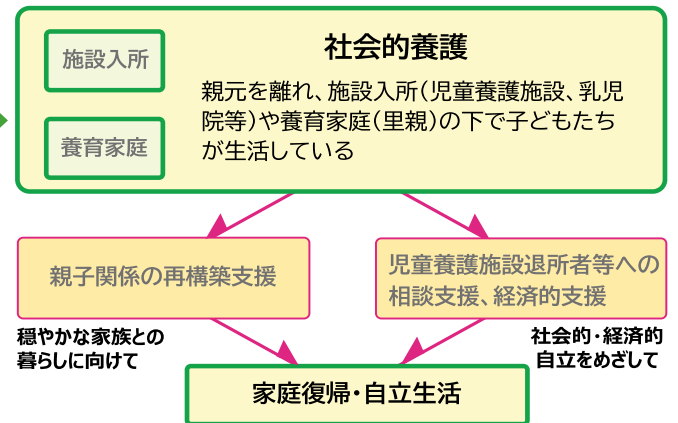 社会的養護
施設入所
養育家庭
親元を離れ、施設入所（児童養護施設、乳児
院等）や養育家庭（里親）の下で子どもたち
が生活している
親子関係の再構築支援
児童養護施設退所者等への
相談支援、経済的支援
穏やかな家族との
暮らしに向けて
社会的・経済的
自立をめざして
家庭復帰・自立生活